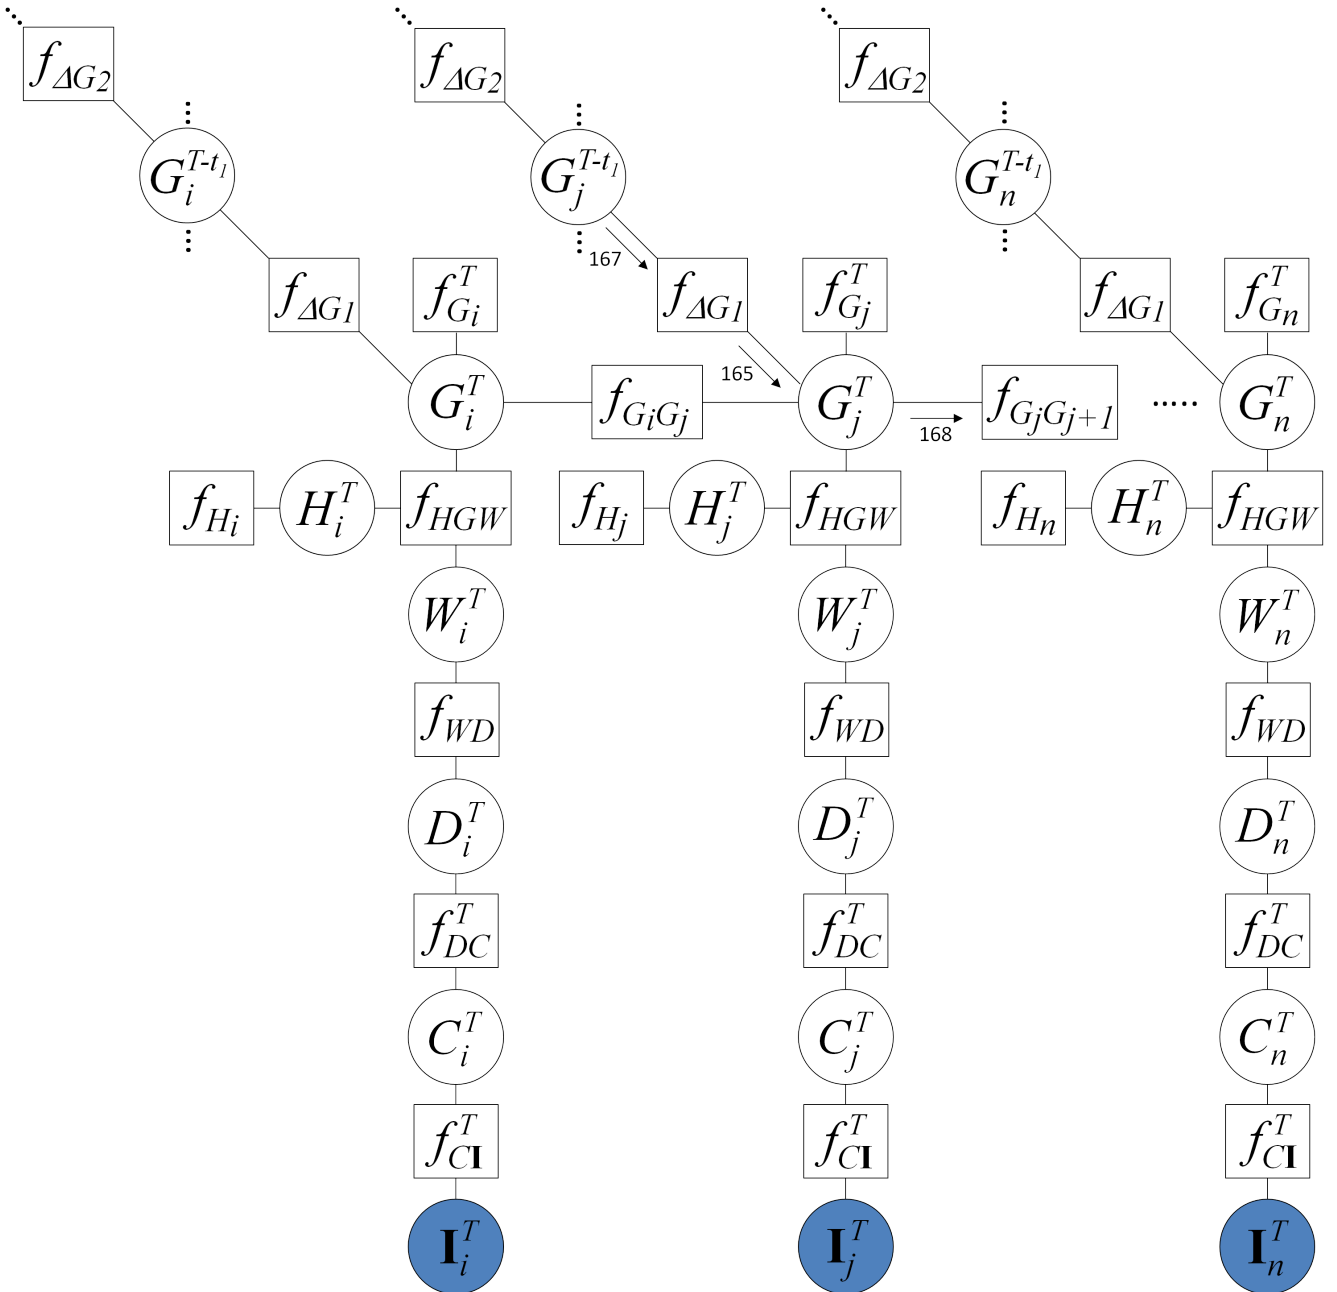 f_ΔG2 f_ΔG2 f_ΔG2
G_i^T-t_1 G_j^T-t_1 G_n^T-t_1
167
f_ΔG1 f_G_i^T f_ΔG1 f_G_j^T f_ΔG1 f_G_n^T
165
G_i^T f_G_iG_j G_j^T f_G_jG_j+1 ..... G_n^T
168
f_H_i H_i^T f_HGW f_H_j H_j^T f_HGW f_H_n H_n^T f_HGW
W_i^T W_j^T W_n^T
f_WD f_WD f_WD
D_i^T D_j^T D_n^T
f_DC^T f_DC^T f_DC^T
C_i^T C_j^T C_n^T
f_CI^T f_CI^T f_CI^T
I_i^T I_j^T I_n^T